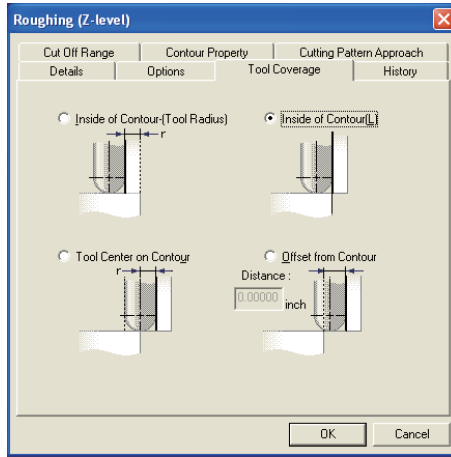 Roughing (Z-level)
Cut Off Range Contour Property Cutting Pattern Approach
Details Options Tool Coverage History
Inside of Contour-(Tool Radius) Inside of Contour(L)
r
Tool Center on Contour Offset from Contour
r Distance :
0.00000 inch
OK Cancel